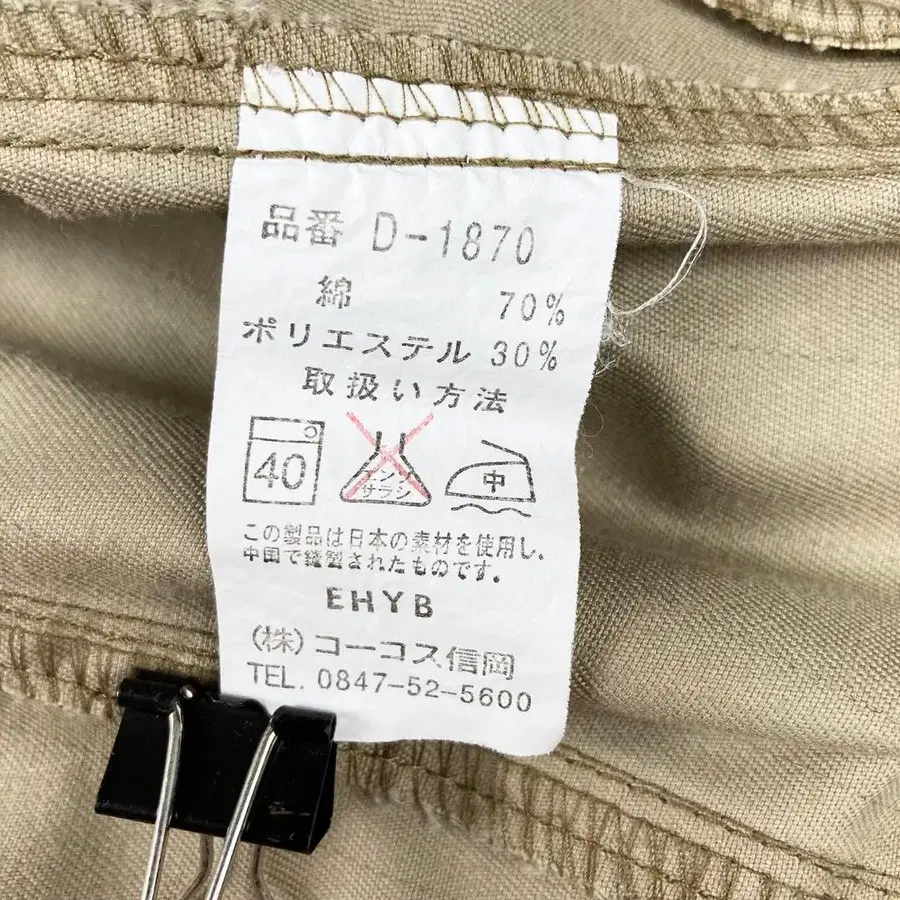 品番 D-1870
綿 70%
ポリエステル 30%
取扱い方法
40 エンソサラシ 中
この製品は日本の素材を使用し、
中国で縫製されたものです。
EHYB
(株)コーコス信岡
TEL. 0847-52-5600